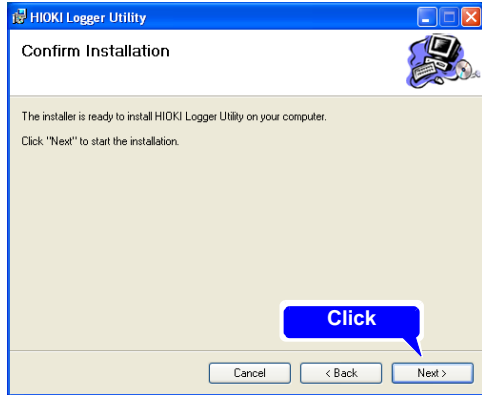 HIOKI Logger Utility
Confirm Installation
The installer is ready to install HIOKI Logger Utility on your computer.
Click "Next" to start the installation.
Click
Cancel
< Back
Next >